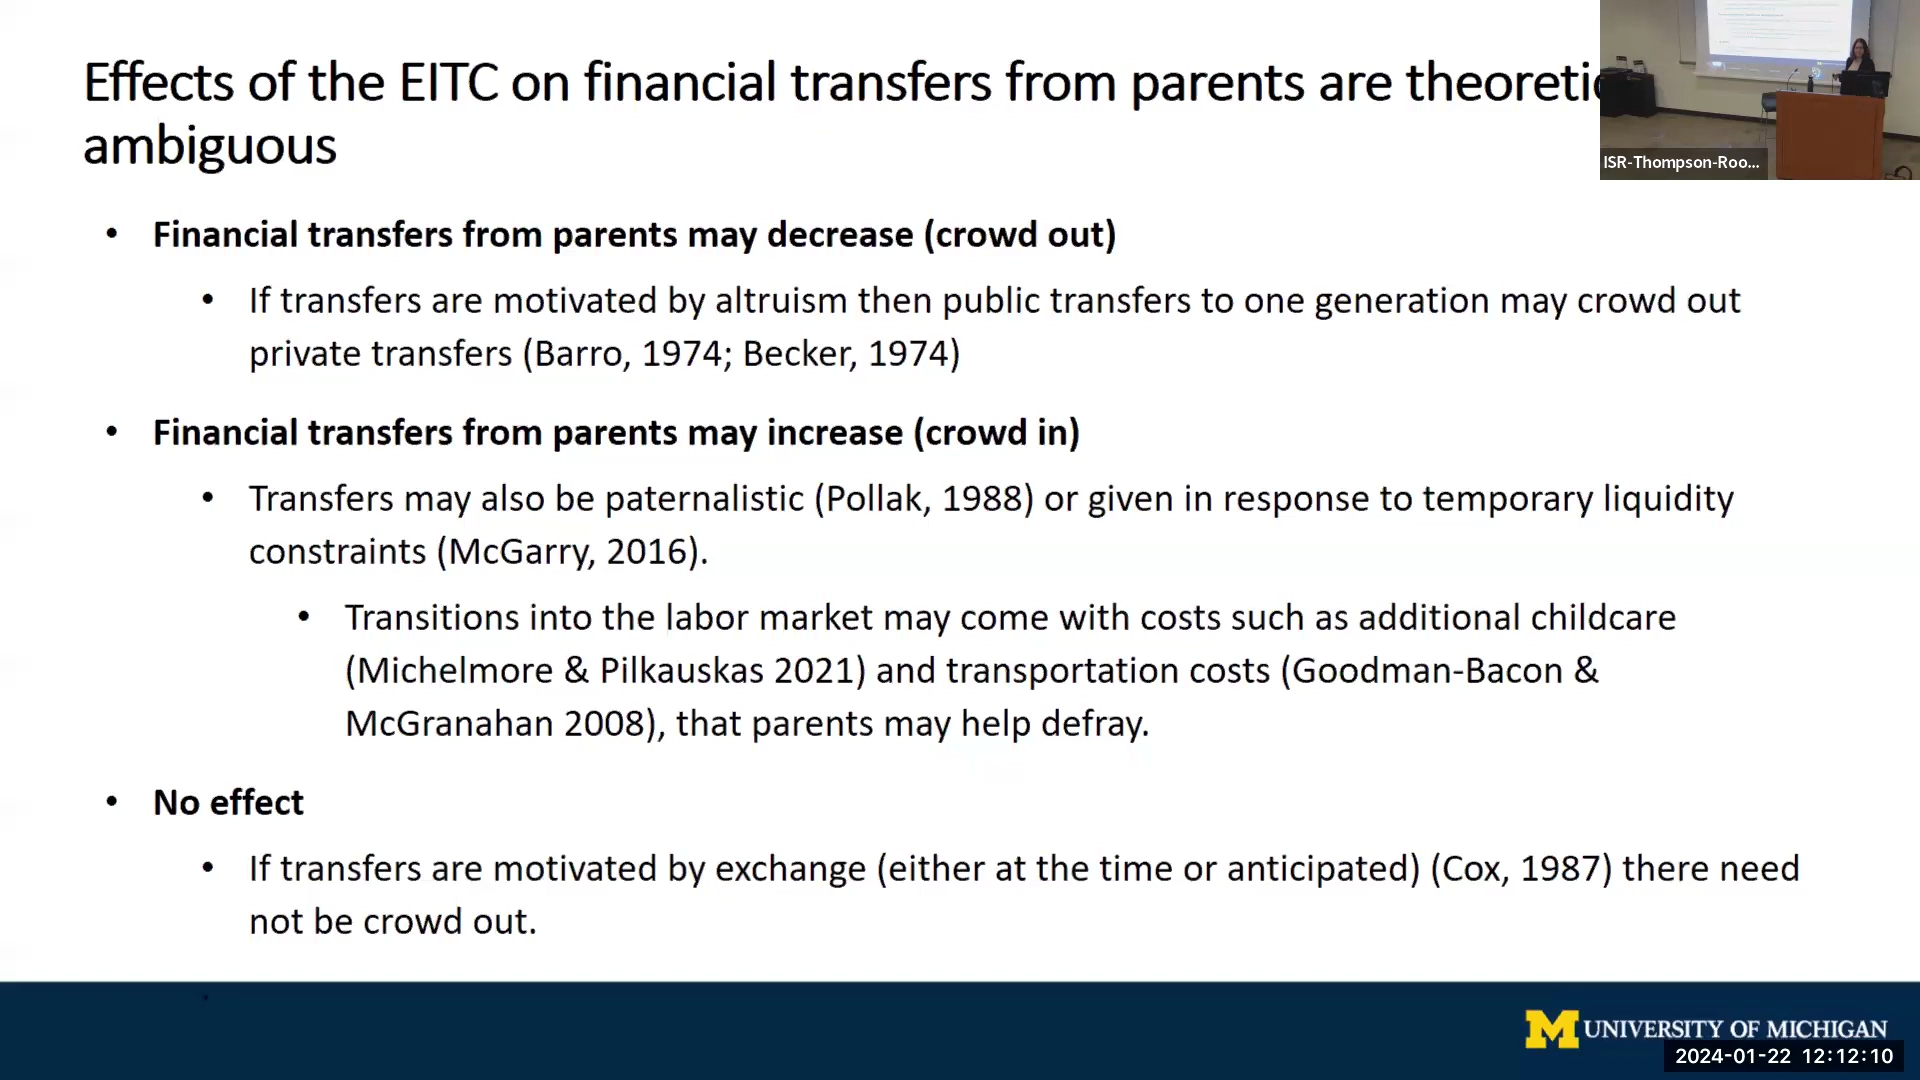 Effects of the EITC on financial transfers from parents are
ambiguous
ISR-Thompson-Roo...
• Financial transfers from parents may decrease (crowd out)
• If transfers are motivated by altruism then public transfers to one generation may crowd out
private transfers (Barro, 1974; Becker, 1974)
• Financial transfers from parents may increase (crowd in)
• Transfers may also be paternalistic (Pollak, 1988) or given in response to temporary liquidity
constraints (McGarry, 2016).
• Transitions into the labor market may come with costs such as additional childcare
(Michelmore & Pilkauskas 2021) and transportation costs (Goodman-Bacon &
McGranahan 2008), that parents may help defray.
• No effect
• If transfers are motivated by exchange (either at the time or anticipated) (Cox, 1987) there need
not be crowd out.
M UNIVERSITY OF MICHIGAN
2024-01-22 12:12:10